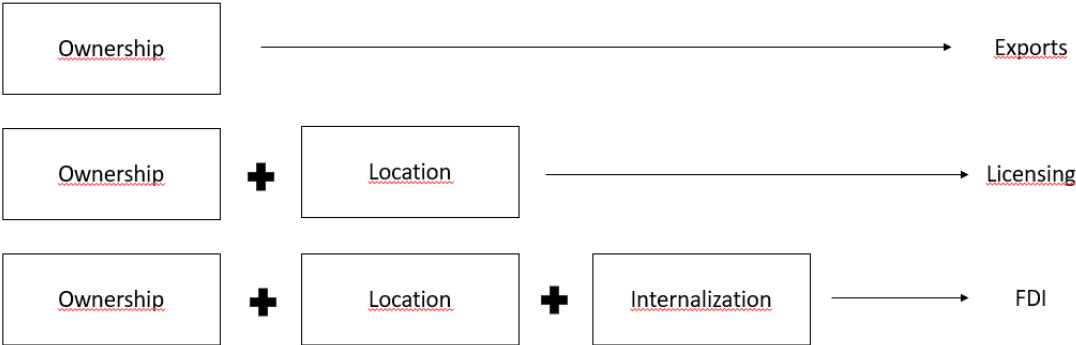 Ownership Exports
Ownership Location Licensing
Ownership Location Internalization FDI